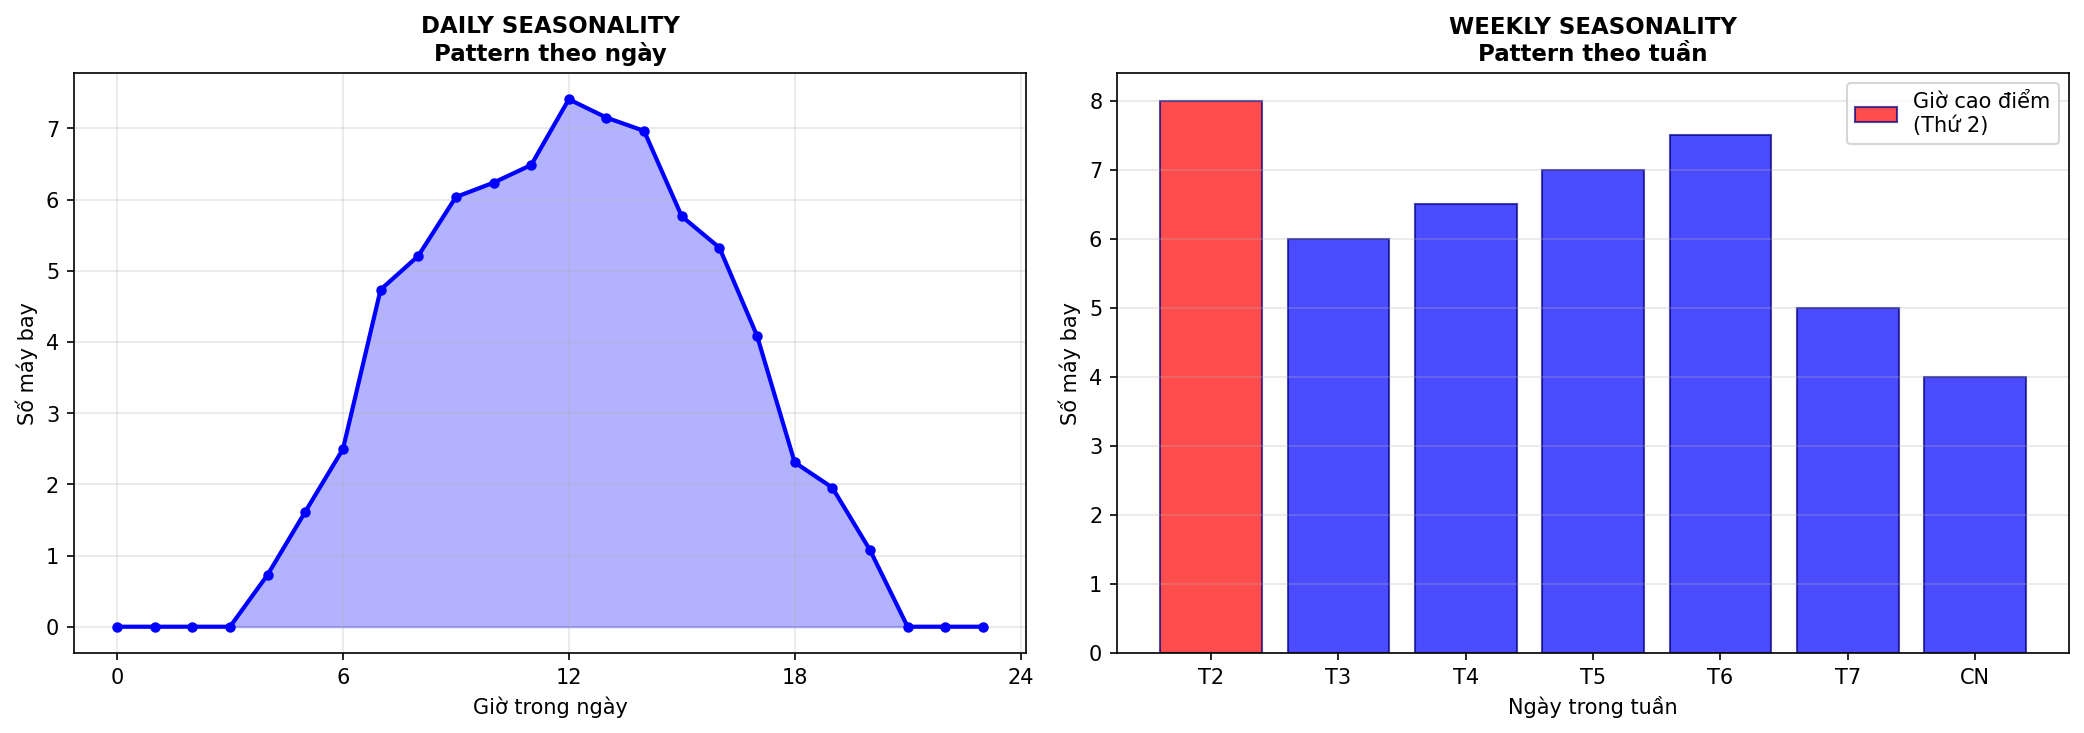 DAILY SEASONALITY
Pattern theo ngày
Số máy bay
7
6
5
4
3
2
1
0
0 6 12 18 24
Giờ trong ngày
WEEKLY SEASONALITY
Pattern theo tuần
Giờ cao điểm
(Thứ 2)
Số máy bay
8
7
6
5
4
3
2
1
0
T2 T3 T4 T5 T6 T7 CN
Ngày trong tuần